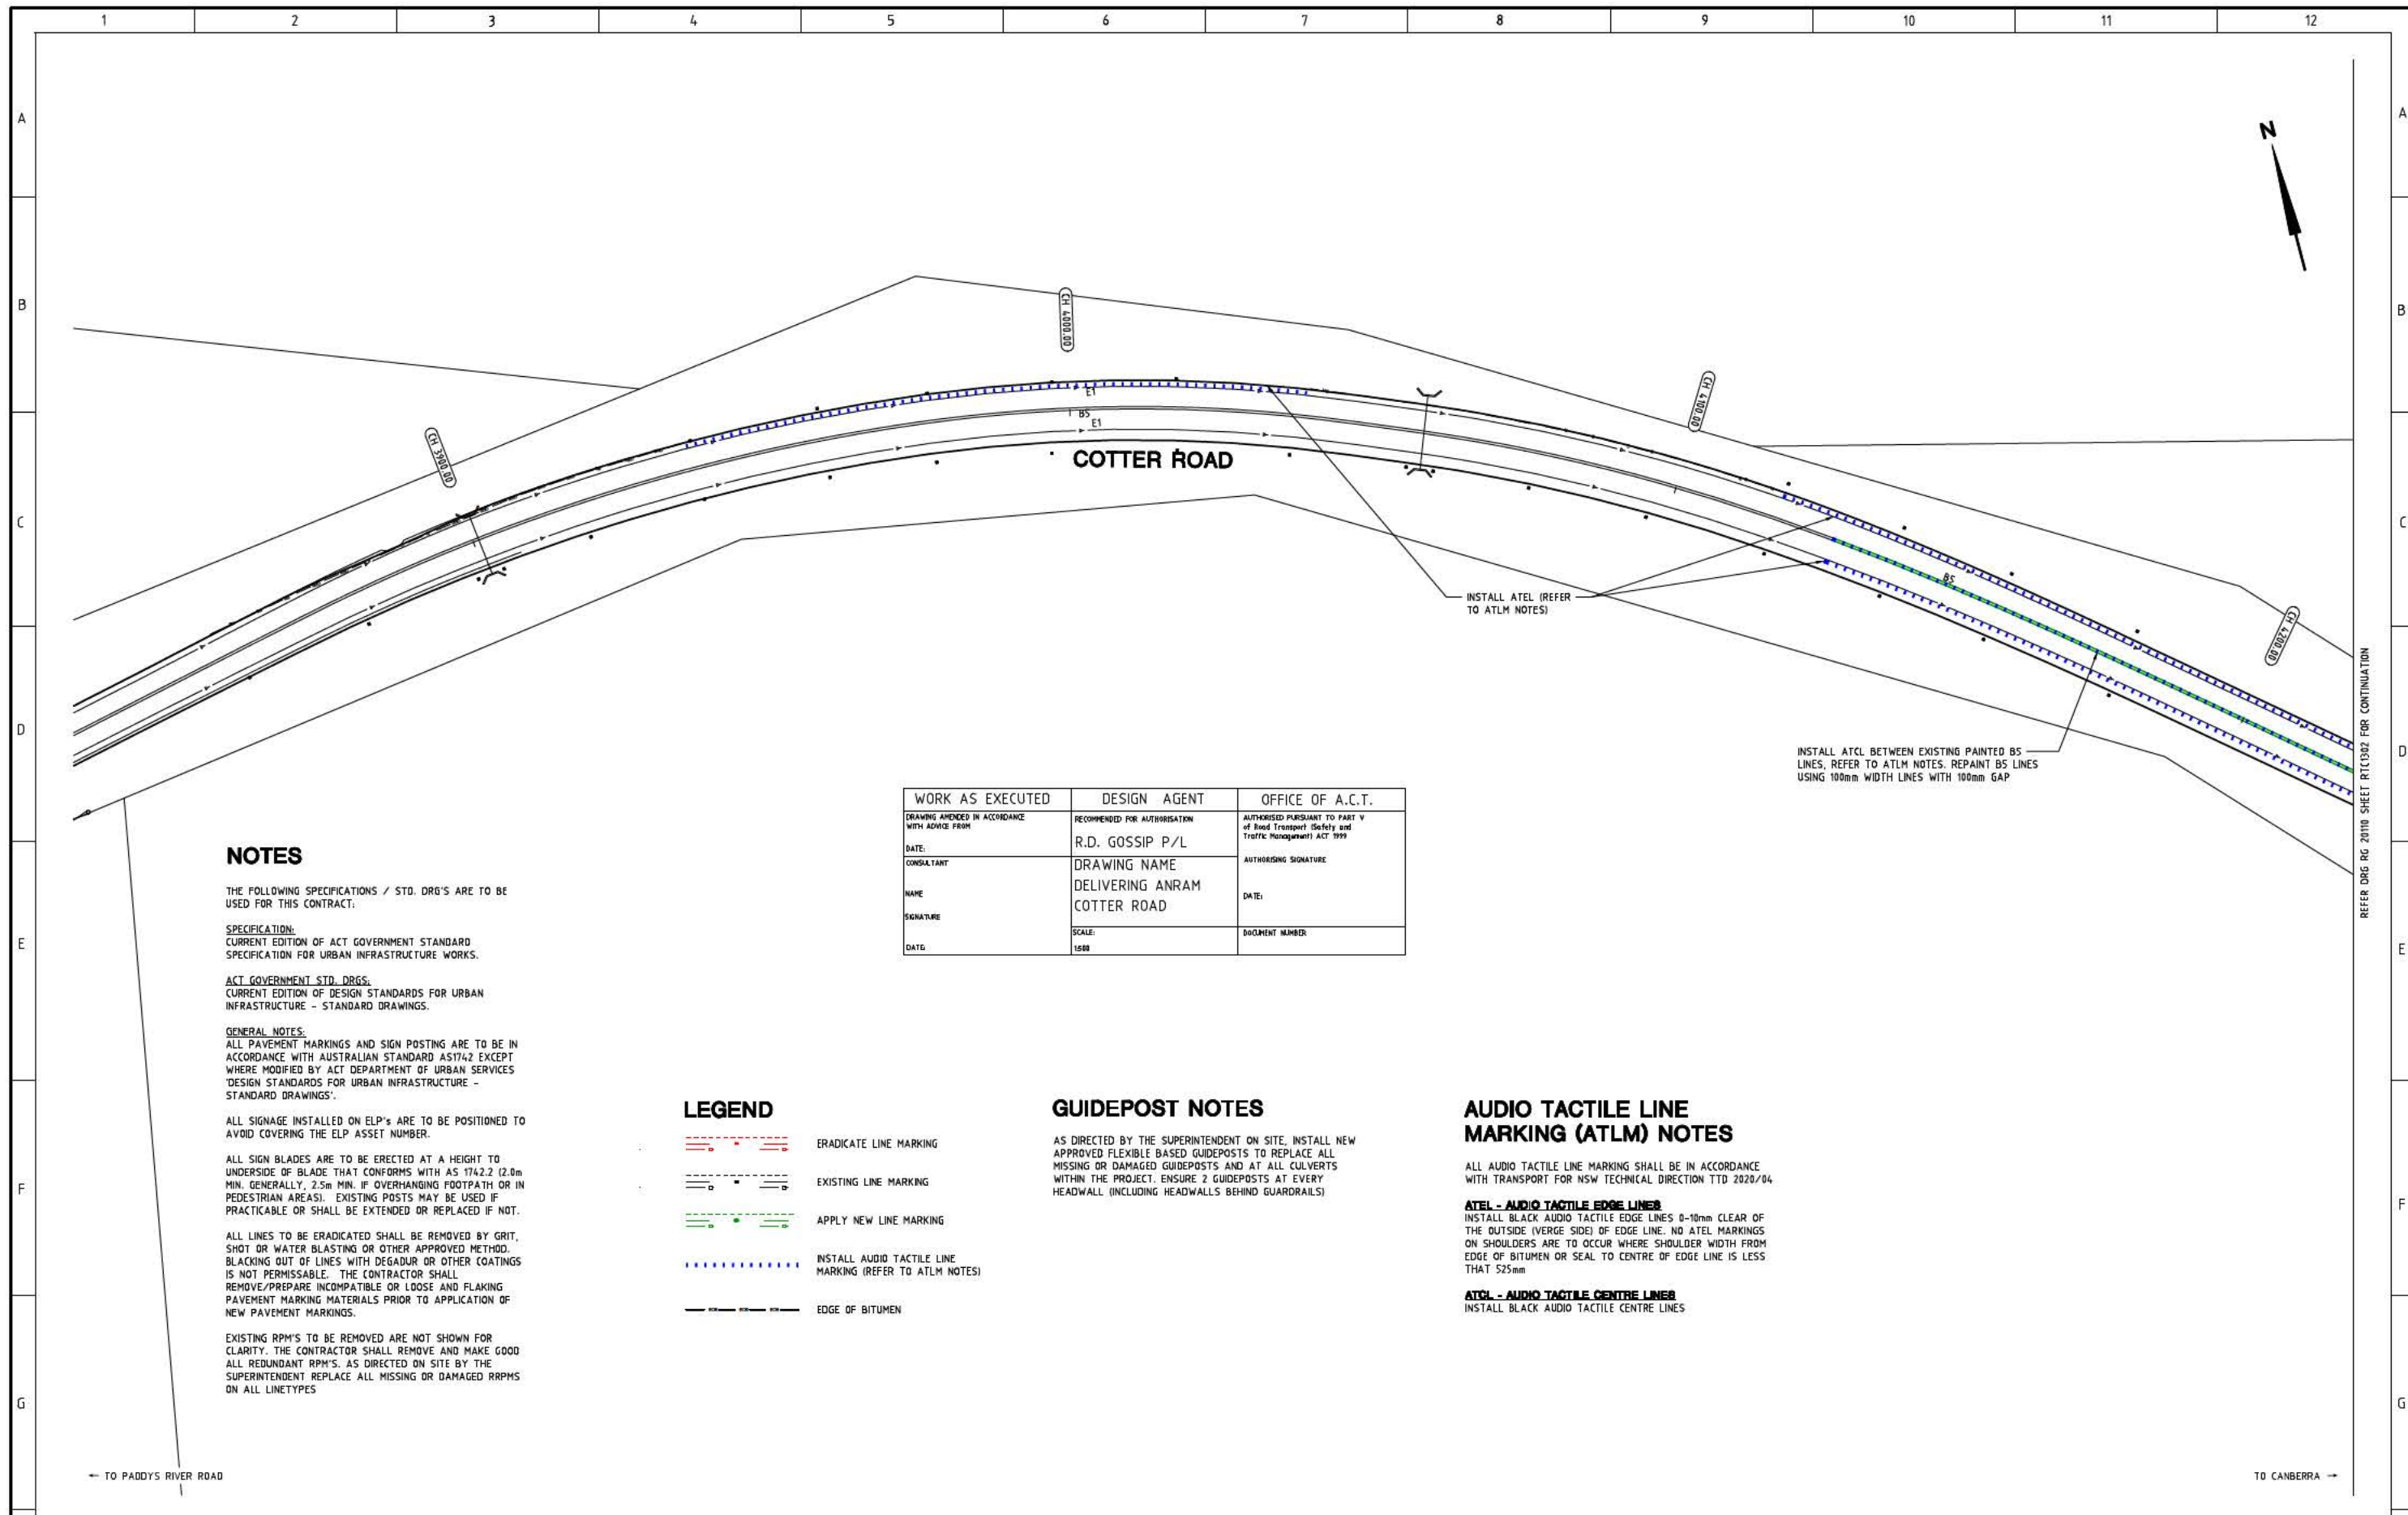 1 2 3 4 5 6 7 8 9 10 11 12
A A
N
B B
CH 4000.00
CH 4100.00
CH 3900.00
E1
B5
E1
COTTER ROAD
C C
B5
INSTALL ATEL (REFER
TO ATLM NOTES)
CH 4200.00
D D
INSTALL ATCL BETWEEN EXISTING PAINTED B5
LINES, REFER TO ATLM NOTES. REPAINT B5 LINES
USING 100mm WIDTH LINES WITH 100mm GAP
REFER DRG RG 20110 SHEET RTC1302 FOR CONTINUATION
WORK AS EXECUTED
DRAWING AMENDED IN ACCORDANCE
WITH ADVICE FROM
DATE:
CONSULTANT
NAME
SIGNATURE
DATE:
DESIGN AGENT
RECOMMENDED FOR AUTHORISATION
R.D. GOSSIP P/L
DRAWING NAME
DELIVERING ANRAM
COTTER ROAD
SCALE:
1:500
OFFICE OF A.C.T.
AUTHORISED PURSUANT TO PART V
of Road Transport (Safety and
Traffic Management) ACT 1999
AUTHORISING SIGNATURE
DATE:
DOCUMENT NUMBER
E E
NOTES
THE FOLLOWING SPECIFICATIONS / STD. DRG'S ARE TO BE
USED FOR THIS CONTRACT:
SPECIFICATION:
CURRENT EDITION OF ACT GOVERNMENT STANDARD
SPECIFICATION FOR URBAN INFRASTRUCTURE WORKS.
ACT GOVERNMENT STD. DRGS:
CURRENT EDITION OF DESIGN STANDARDS FOR URBAN
INFRASTRUCTURE - STANDARD DRAWINGS.
GENERAL NOTES:
ALL PAVEMENT MARKINGS AND SIGN POSTING ARE TO BE IN
ACCORDANCE WITH AUSTRALIAN STANDARD AS1742 EXCEPT
WHERE MODIFIED BY ACT DEPARTMENT OF URBAN SERVICES
'DESIGN STANDARDS FOR URBAN INFRASTRUCTURE -
STANDARD DRAWINGS'.
ALL SIGNAGE INSTALLED ON ELP's ARE TO BE POSITIONED TO
AVOID COVERING THE ELP ASSET NUMBER.
ALL SIGN BLADES ARE TO BE ERECTED AT A HEIGHT TO
UNDERSIDE OF BLADE THAT CONFORMS WITH AS 1742.2 (2.0m
MIN. GENERALLY, 2.5m MIN. IF OVERHANGING FOOTPATH OR IN
PEDESTRIAN AREAS). EXISTING POSTS MAY BE USED IF
PRACTICABLE OR SHALL BE EXTENDED OR REPLACED IF NOT.
ALL LINES TO BE ERADICATED SHALL BE REMOVED BY GRIT,
SHOT OR WATER BLASTING OR OTHER APPROVED METHOD.
BLACKING OUT OF LINES WITH DEGADUR OR OTHER COATINGS
IS NOT PERMISSABLE. THE CONTRACTOR SHALL
REMOVE/PREPARE INCOMPATIBLE OR LOOSE AND FLAKING
PAVEMENT MARKING MATERIALS PRIOR TO APPLICATION OF
NEW PAVEMENT MARKINGS.
EXISTING RPM'S TO BE REMOVED ARE NOT SHOWN FOR
CLARITY. THE CONTRACTOR SHALL REMOVE AND MAKE GOOD
ALL REDUNDANT RPM'S. AS DIRECTED ON SITE BY THE
SUPERINTENDENT REPLACE ALL MISSING OR DAMAGED RRPMS
ON ALL LINETYPES
LEGEND
ERADICATE LINE MARKING
EXISTING LINE MARKING
APPLY NEW LINE MARKING
INSTALL AUDIO TACTILE LINE
MARKING (REFER TO ATLM NOTES)
EDGE OF BITUMEN
GUIDEPOST NOTES
AS DIRECTED BY THE SUPERINTENDENT ON SITE, INSTALL NEW
APPROVED FLEXIBLE BASED GUIDEPOSTS TO REPLACE ALL
MISSING OR DAMAGED GUIDEPOSTS AND AT ALL CULVERTS
WITHIN THE PROJECT. ENSURE 2 GUIDEPOSTS AT EVERY
HEADWALL (INCLUDING HEADWALLS BEHIND GUARDRAILS)
AUDIO TACTILE LINE
MARKING (ATLM) NOTES
ALL AUDIO TACTILE LINE MARKING SHALL BE IN ACCORDANCE
WITH TRANSPORT FOR NSW TECHNICAL DIRECTION TTD 2020/04
ATEL - AUDIO TACTILE EDGE LINES
INSTALL BLACK AUDIO TACTILE EDGE LINES 0-10mm CLEAR OF
THE OUTSIDE (VERGE SIDE) OF EDGE LINE. NO ATEL MARKINGS
ON SHOULDERS ARE TO OCCUR WHERE SHOULDER WIDTH FROM
EDGE OF BITUMEN OR SEAL TO CENTRE OF EDGE LINE IS LESS
THAT 525mm
ATCL - AUDIO TACTILE CENTRE LINES
INSTALL BLACK AUDIO TACTILE CENTRE LINES
F F
G G
← TO PADDYS RIVER ROAD
TO CANBERRA →